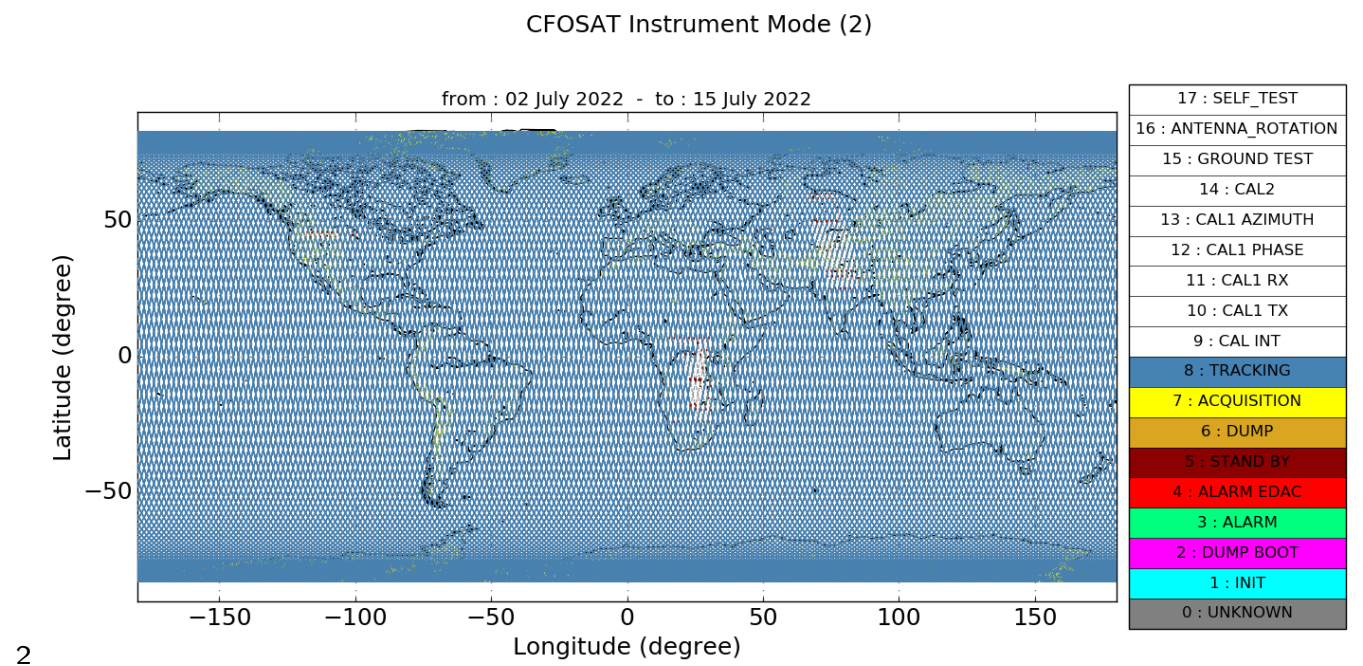 CFOSAT Instrument Mode (2)
from : 02 July 2022 - to : 15 July 2022
17 : SELF_TEST
16 : ANTENNA_ROTATION
15 : GROUND TEST
14 : CAL2
13 : CAL1 AZIMUTH
12 : CAL1 PHASE
11 : CAL1 RX
10 : CAL1 TX
9 : CAL INT
8 : TRACKING
7 : ACQUISITION
6 : DUMP
5 : STAND BY
4 : ALARM EDAC
3 : ALARM
2 : DUMP BOOT
1 : INIT
0 : UNKNOWN
Latitude (degree)
50
0
−50
−150 −100 −50 0 50 100 150
Longitude (degree)
2